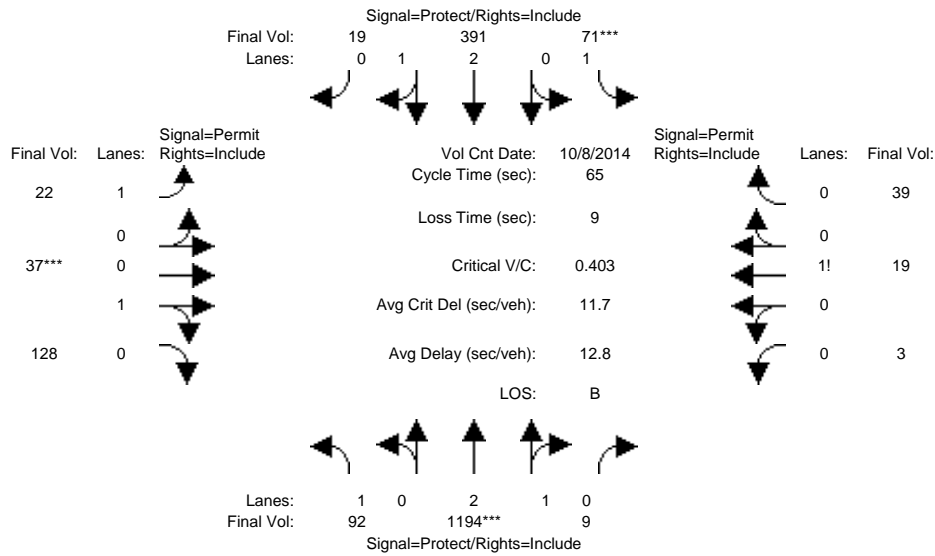 Signal=Protect/Rights=Include
Final Vol: 19 391 71***
Lanes: 0 1 2 0 1
Signal=Permit
Final Vol: Lanes: Rights=Include
Vol Cnt Date: 10/8/2014
Signal=Permit
Rights=Include Lanes: Final Vol:
Cycle Time (sec): 65
22 1 0 39
Loss Time (sec): 9
0 0
37*** 0 Critical V/C: 0.403 1! 19
1 Avg Crit Del (sec/veh): 11.7 0
128 0 Avg Delay (sec/veh): 12.8 0 3
LOS: B
Lanes: 1 0 2 1 0
Final Vol: 92 1194*** 9
Signal=Protect/Rights=Include